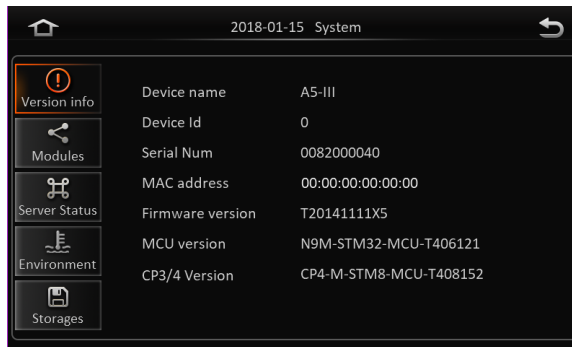 2018-01-15 System
Version info
Modules
Server Status
Environment
Storages
Device name A5-III
Device Id 0
Serial Num 0082000040
MAC address 00:00:00:00:00:00
Firmware version T20141111X5
MCU version N9M-STM32-MCU-T406121
CP3/4 Version CP4-M-STM8-MCU-T408152